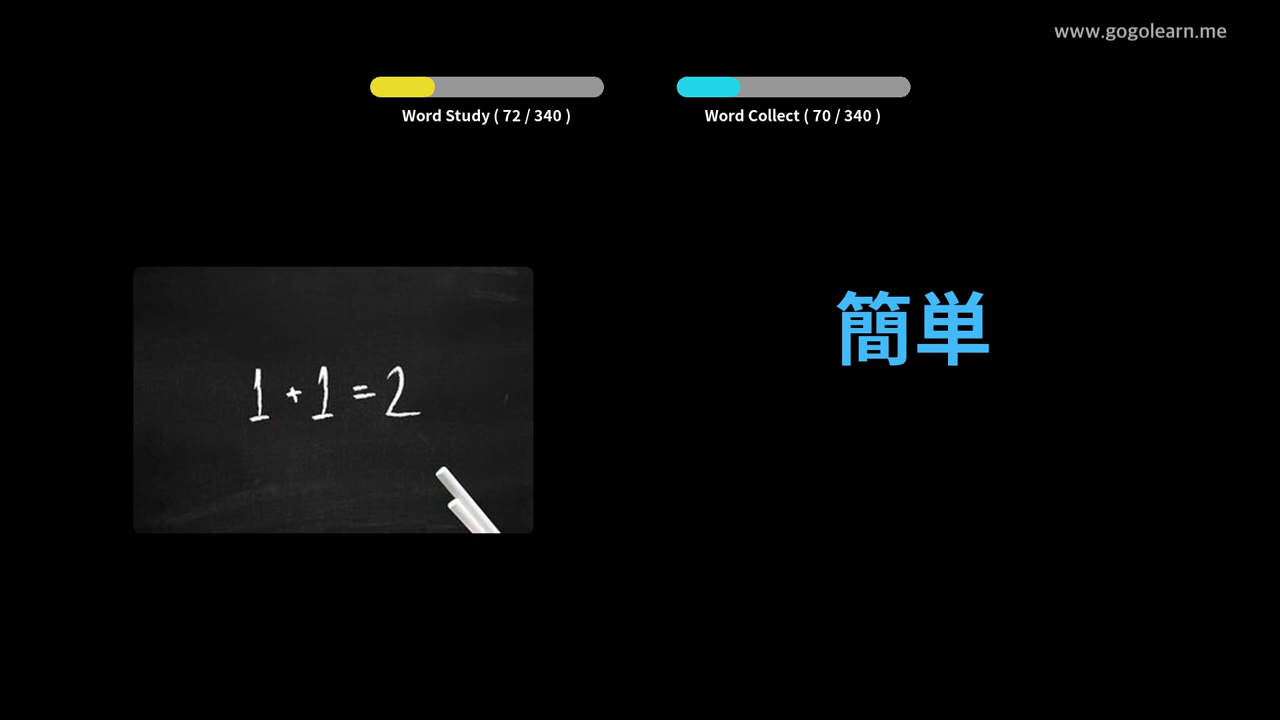 www.gogolearn.me
Word Study ( 72 / 340 )
Word Collect ( 70 / 340 )
1 + 1 = 2
簡単